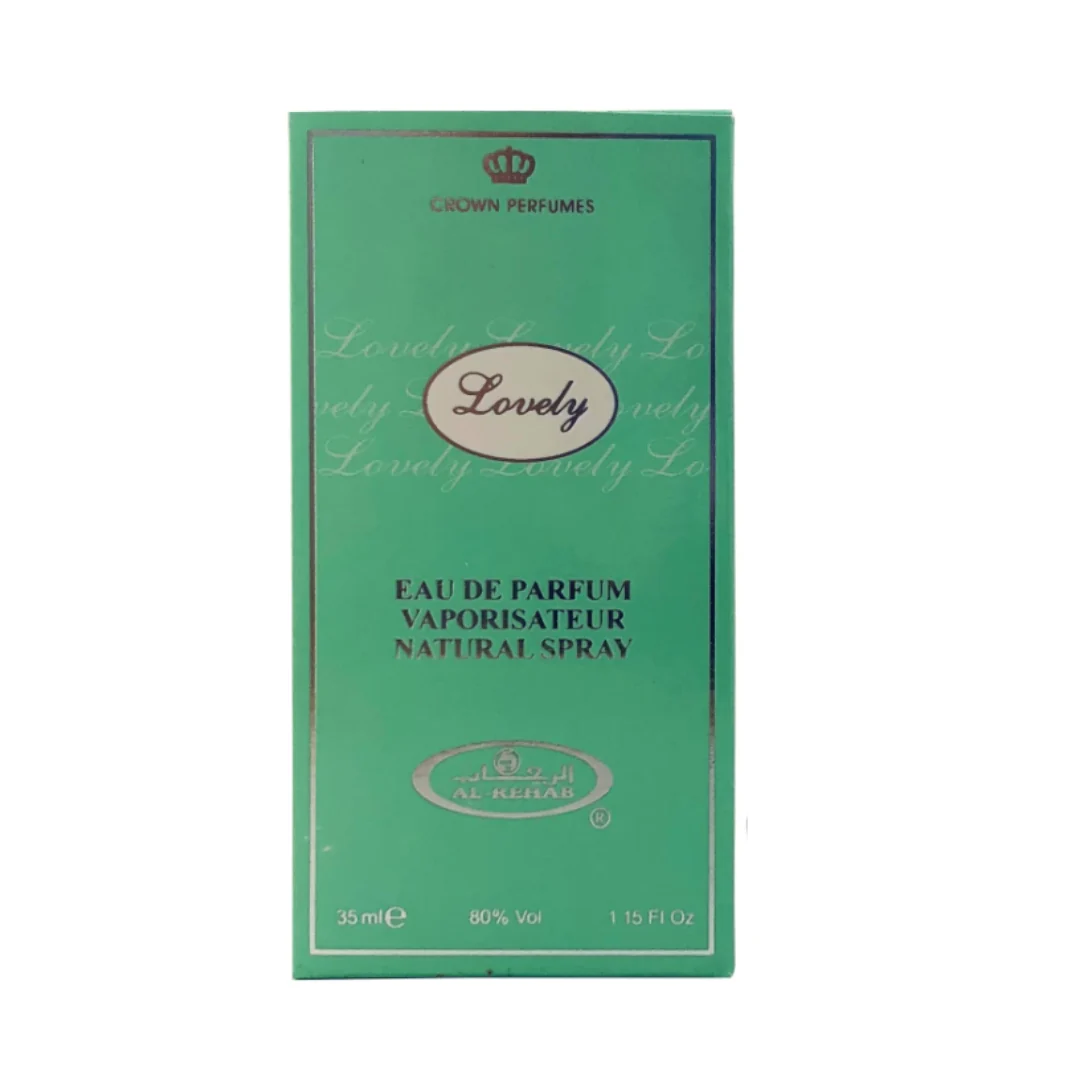 CROWN PERFUMES
Lovely Lovely Lo
vely Lovely
Lovely
Lovely Lovely Lo
EAU DE PARFUM
VAPORISATEUR
NATURAL SPRAY
الرحاب
AL-REHAB
®
35 ml ℮ 80% Vol 1 15 Fl Oz